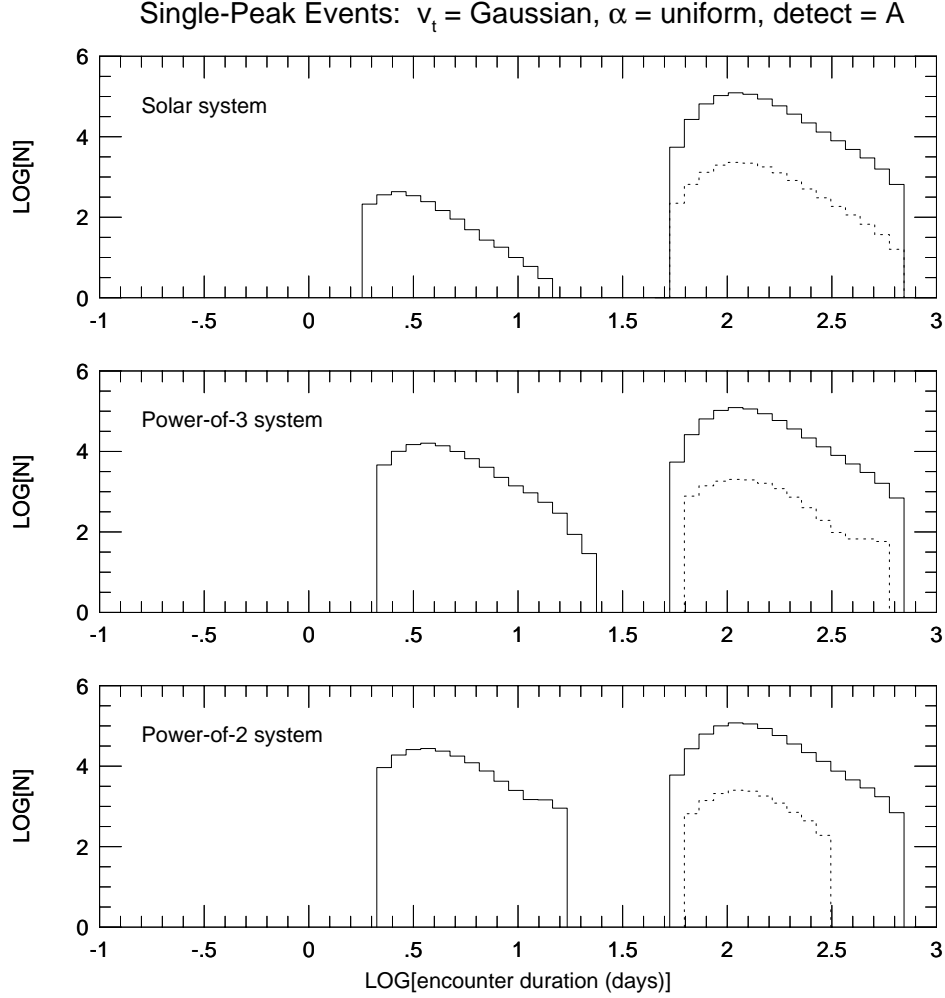 Single-Peak Events: vt = Gaussian, α = uniform, detect = A
6
4
2
0
LOG[N]
Solar system
-1 -.5 0 .5 1 1.5 2 2.5 3
6
4
2
0
LOG[N]
Power-of-3 system
-1 -.5 0 .5 1 1.5 2 2.5 3
6
4
2
0
LOG[N]
Power-of-2 system
-1 -.5 0 .5 1 1.5 2 2.5 3
LOG[encounter duration (days)]